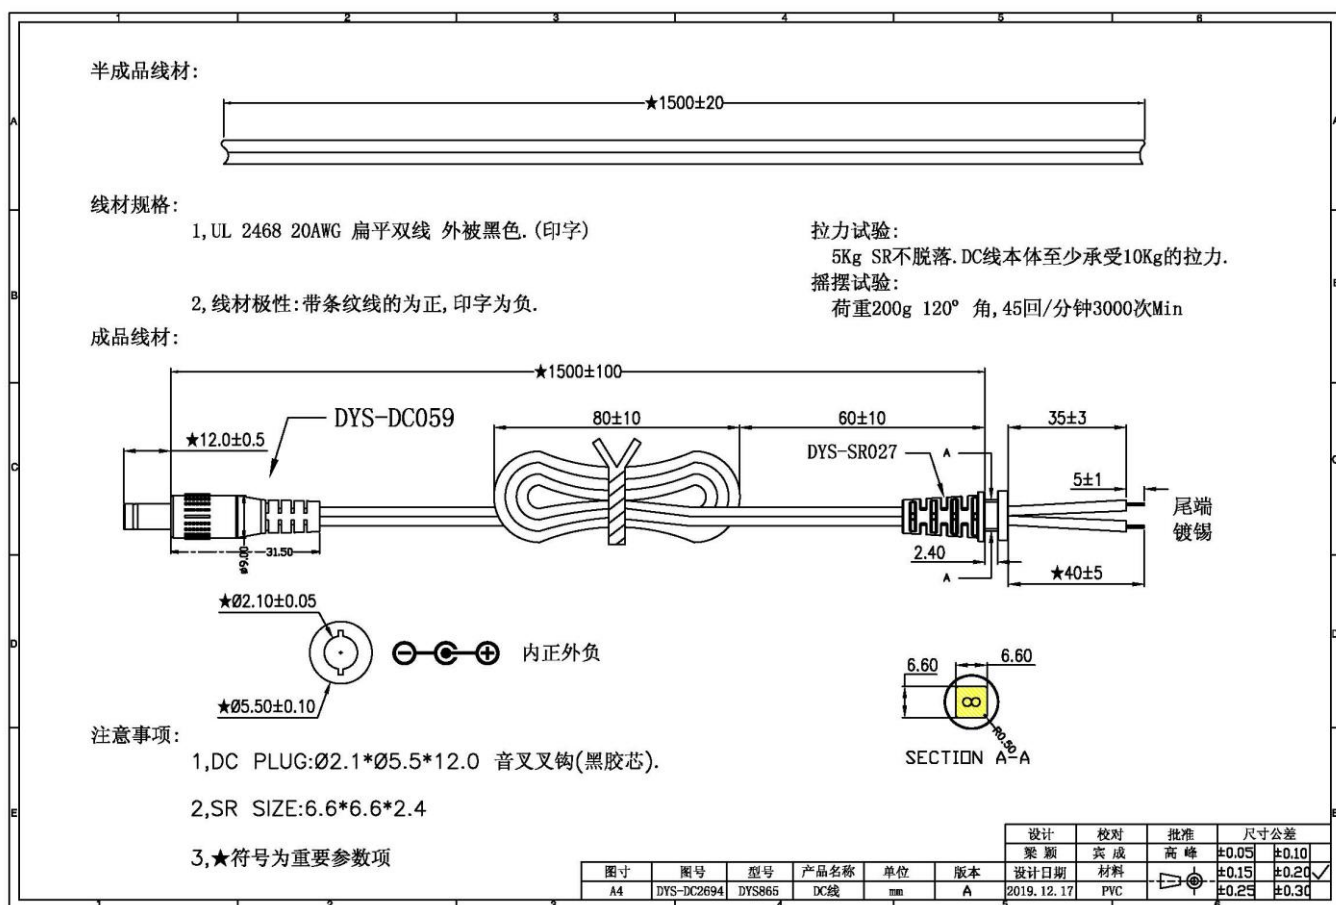 1 2 3 4 5 6
半成品线材:
★1500±20
A A
线材规格:
1,UL 2468 20AWG 扁平双线 外被黑色.(印字)
拉力试验:
5Kg SR不脱落.DC线本体至少承受10Kg的拉力.
摇摆试验:
B
2,线材极性:带条纹线的为正,印字为负.
荷重200g 120° 角,45回/分钟3000次Min
成品线材:
★1500±100
DYS-DC059
80±10
60±10
35±3
★12.0±0.5
DYS-SR027
A
C
5±1
尾端
镀锡
31.50
Ø9.00
2.40
A
★40±5
★Ø2.10±0.05
D
内正外负
6.60
6.60
★Ø5.50±0.10
R0.50
SECTION A-A
注意事项:
1,DC PLUG:Ø2.1*Ø5.5*12.0 音叉叉钩(黑胶芯).
2,SR SIZE:6.6*6.6*2.4
E
3,★符号为重要参数项
设计 校对 批准 尺寸公差
梁颖 宾成 高峰 ±0.05 ±0.10
图寸 图号 型号 产品名称 单位 版本 设计日期 材料 ±0.15 ±0.20
A4 DYS-DC2694 DYS865 DC线 mm A 2019.12.17 PVC ±0.25 ±0.30